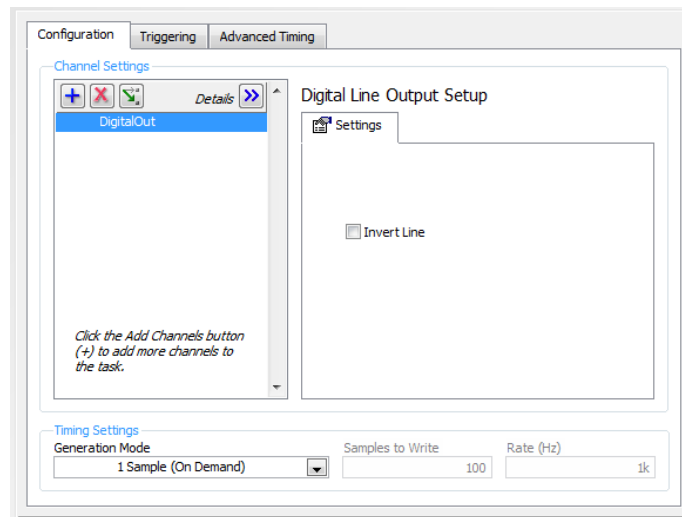 Configuration
Triggering
Advanced Timing
Channel Settings
Details
DigitalOut
Click the Add Channels button
(+) to add more channels to
the task.
Digital Line Output Setup
Settings
Invert Line
Timing Settings
Generation Mode
1 Sample (On Demand)
Samples to Write
100
Rate (Hz)
1k